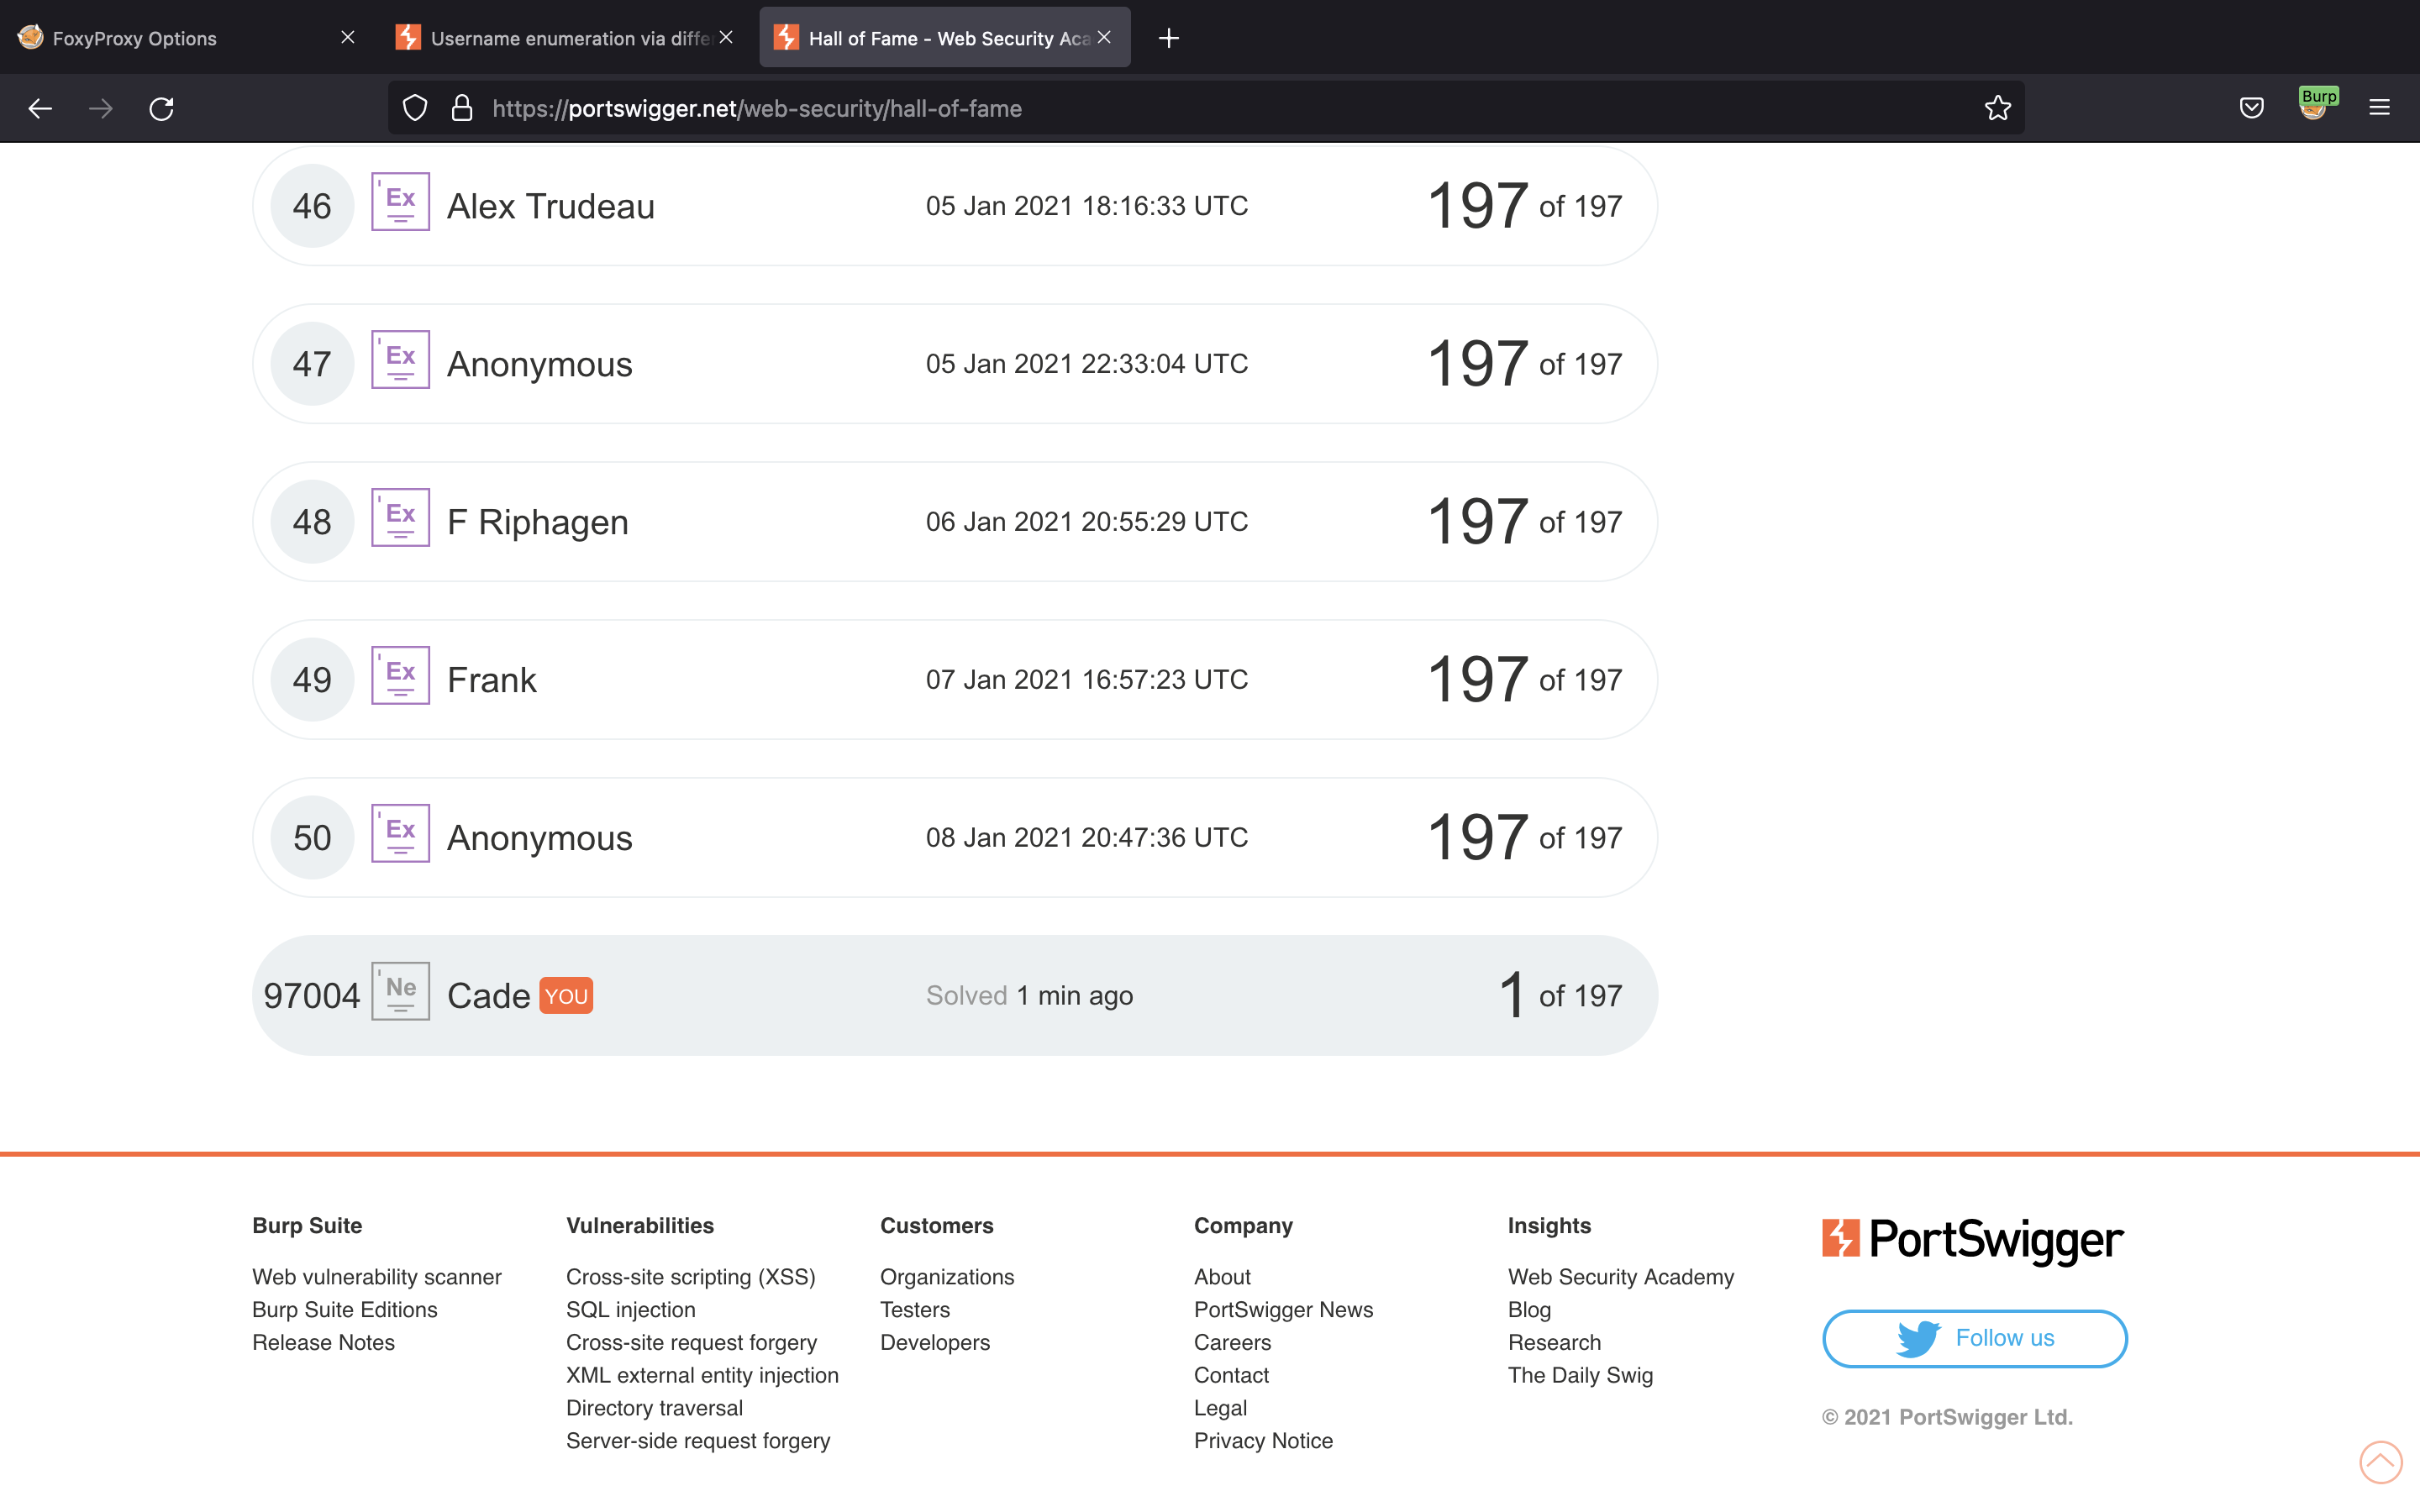 FoxyProxy Options
Username enumeration via diffe
Hall of Fame - Web Security Aca
https://portswigger.net/web-security/hall-of-fame
Burp
46 Ex Alex Trudeau 05 Jan 2021 18:16:33 UTC 197 of 197
47 Ex Anonymous 05 Jan 2021 22:33:04 UTC 197 of 197
48 Ex F Riphagen 06 Jan 2021 20:55:29 UTC 197 of 197
49 Ex Frank 07 Jan 2021 16:57:23 UTC 197 of 197
50 Ex Anonymous 08 Jan 2021 20:47:36 UTC 197 of 197
97004 Ne Cade YOU Solved 1 min ago 1 of 197
Burp Suite
Web vulnerability scanner
Burp Suite Editions
Release Notes
Vulnerabilities
Cross-site scripting (XSS)
SQL injection
Cross-site request forgery
XML external entity injection
Directory traversal
Server-side request forgery
Customers
Organizations
Testers
Developers
Company
About
PortSwigger News
Careers
Contact
Legal
Privacy Notice
Insights
Web Security Academy
Blog
Research
The Daily Swig
PortSwigger
Follow us
© 2021 PortSwigger Ltd.